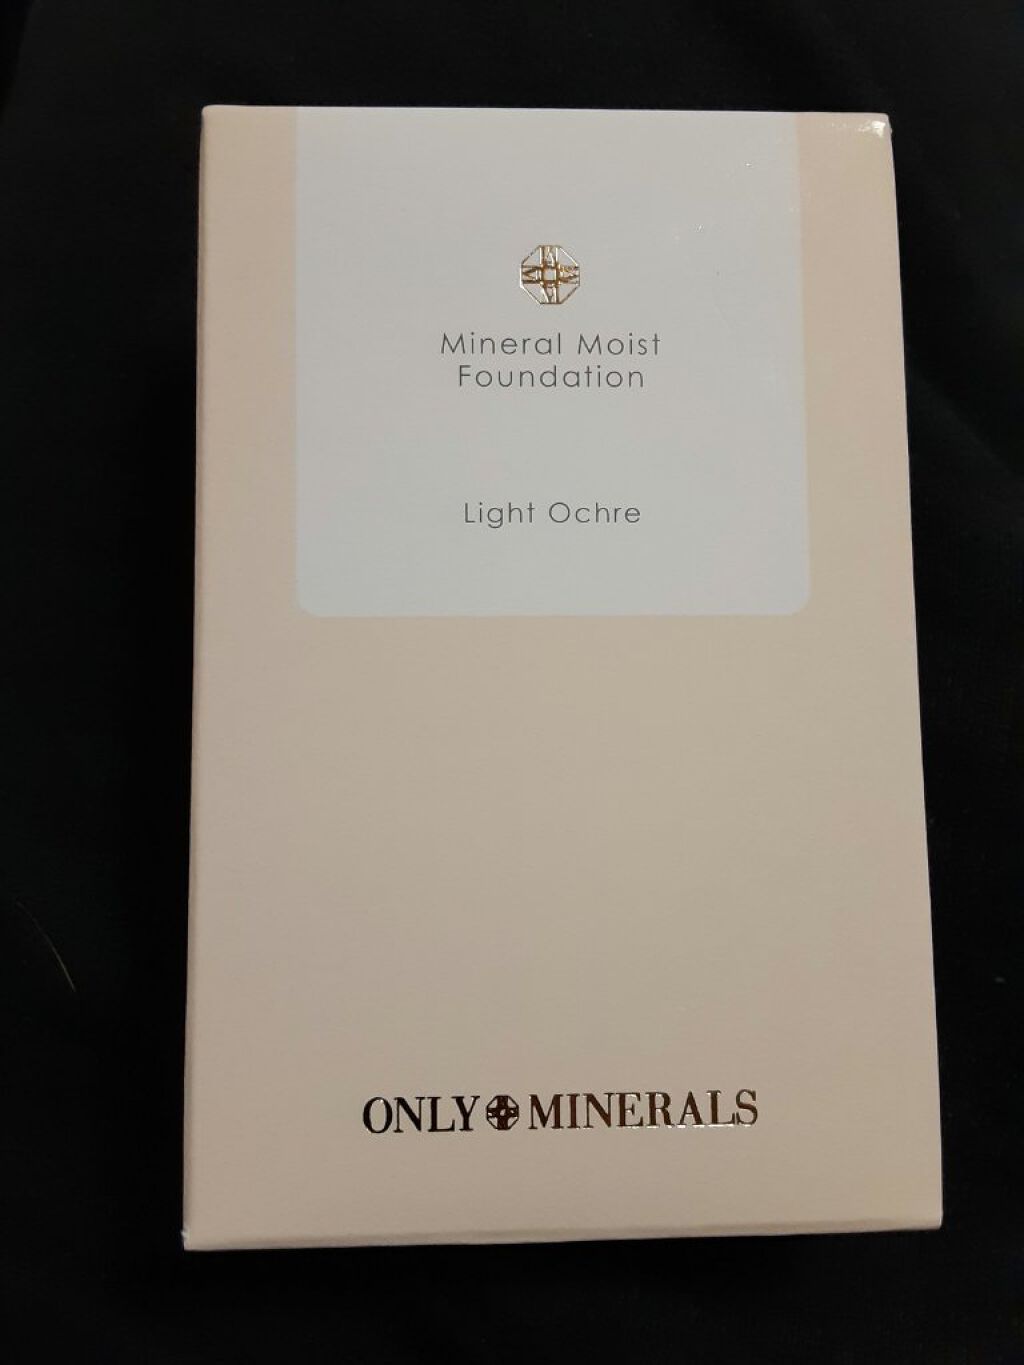 Mineral Moist
Foundation
Light Ochre
ONLY MINERALS